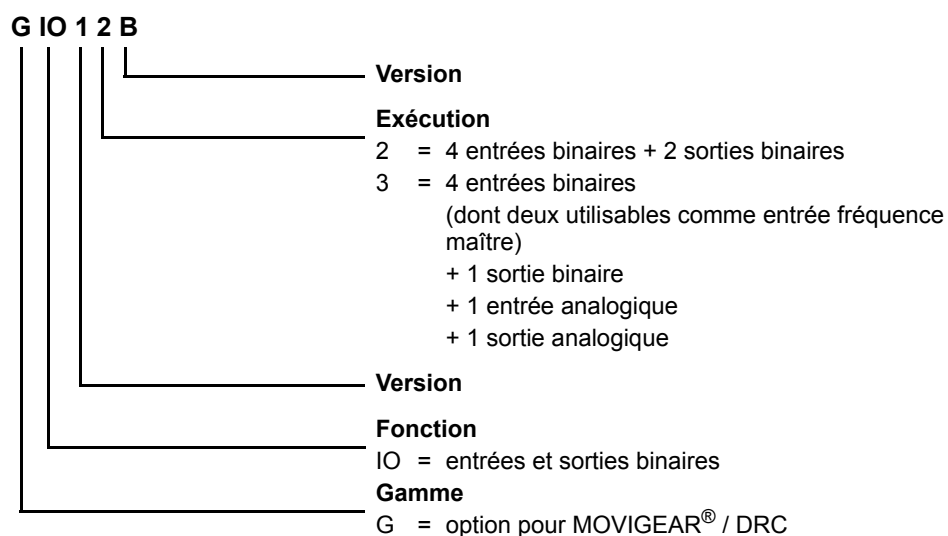 G IO 1 2 B
Version
Exécution
2 = 4 entrées binaires + 2 sorties binaires
3 = 4 entrées binaires
(dont deux utilisables comme entrée fréquence
maître)
+ 1 sortie binaire
+ 1 entrée analogique
+ 1 sortie analogique
Version
Fonction
IO = entrées et sorties binaires
Gamme
G = option pour MOVIGEAR® / DRC